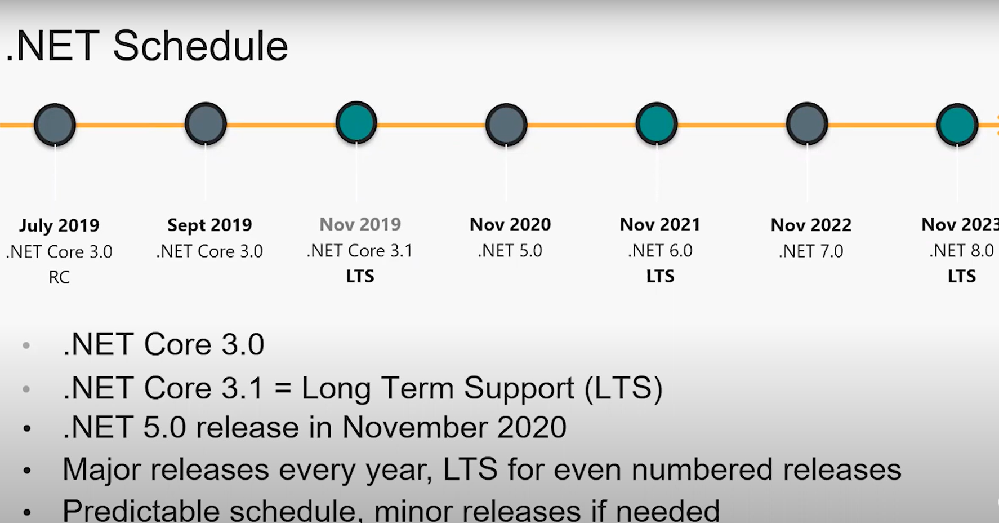 .NET Schedule
July 2019
.NET Core 3.0
RC
Sept 2019
.NET Core 3.0
Nov 2019
.NET Core 3.1
LTS
Nov 2020
.NET 5.0
Nov 2021
.NET 6.0
LTS
Nov 2022
.NET 7.0
Nov 2023
.NET 8.0
LTS
• .NET Core 3.0
• .NET Core 3.1 = Long Term Support (LTS)
• .NET 5.0 release in November 2020
• Major releases every year, LTS for even numbered releases
• Predictable schedule, minor releases if needed